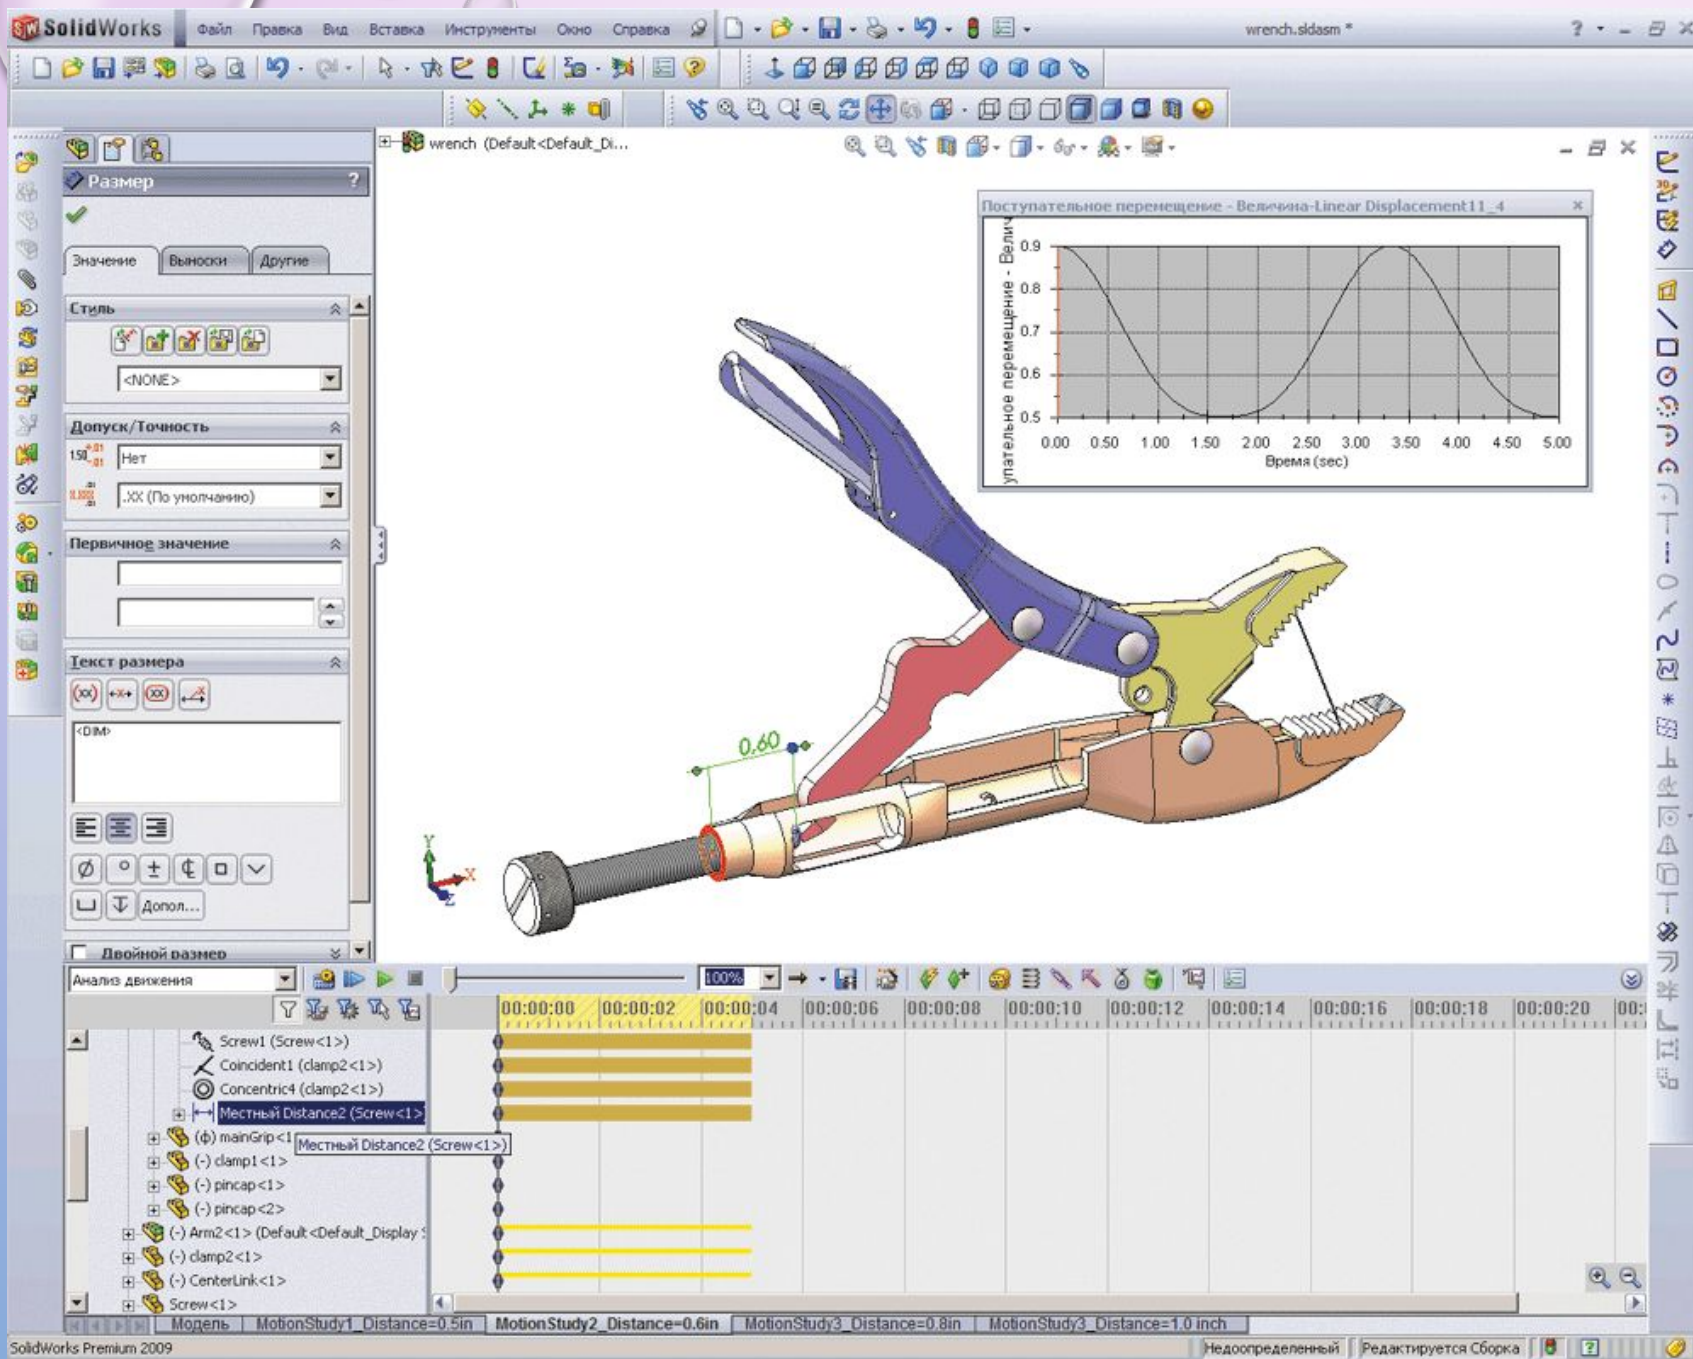 SolidWorks Файл Правка Вид Вставка Инструменты Окно Справка wrench.sldasm *
wrench (Default<Default_Di...
Размер
Значение Выноски Другие
Стиль
<NONE>
Допуск/Точность
Нет
.XX (По умолчанию)
Первичное значение
Текст размера
<DIM>
Допол...
Двойной размер
Поступательное перемещение - Величина-Linear Displacement11_4
упательное перемещение - Велич
0.9
0.8
0.7
0.6
0.5
0.00 0.50 1.00 1.50 2.00 2.50 3.00 3.50 4.00 4.50 5.00
Время (sec)
0,60
Y
X
Z
Анализ движения 100%
00:00:00 00:00:02 00:00:04 00:00:06 00:00:08 00:00:10 00:00:12 00:00:14 00:00:16 00:00:18 00:00:20 00:
Screw1 (Screw<1>)
Coincident1 (clamp2<1>)
Concentric4 (clamp2<1>)
Местный Distance2 (Screw<1>
(ф) mainGrip<1
Местный Distance2 (Screw<1>)
(-) clamp1<1>
(-) pincap<1>
(-) pincap<2>
(-) Arm2<1> (Default<Default_Display
(-) clamp2<1>
(-) CenterLink<1>
Screw<1>
Модель MotionStudy1_Distance=0.5in MotionStudy2_Distance=0.6in MotionStudy3_Distance=0.8in MotionStudy3_Distance=1.0 inch
SolidWorks Premium 2009 Недоопределенный Редактируется Сборка